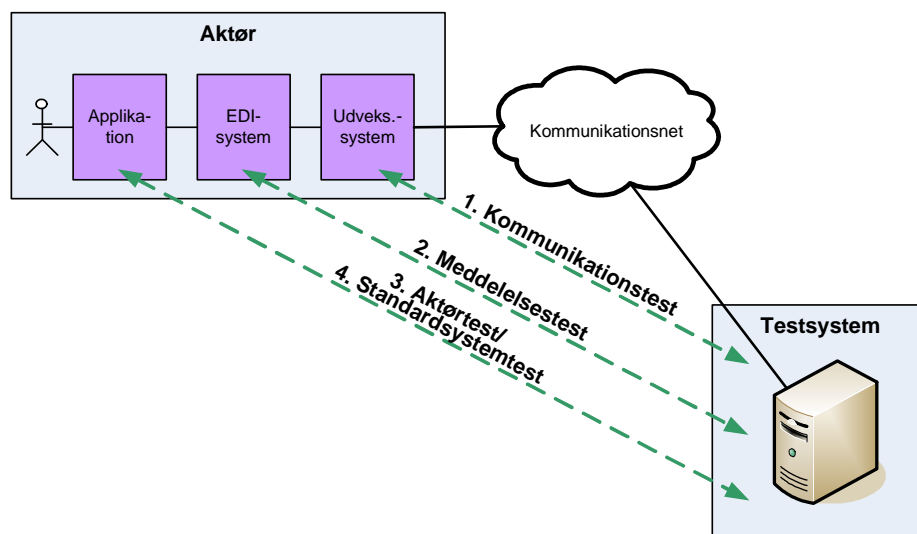 Aktør
Applika-
tion
EDI-
system
Udveks.-
system
Kommunikationsnet
1. Kommunikationstest
2. Meddelelsestest
3. Aktørtest/
4. Standardsystemtest
Testsystem